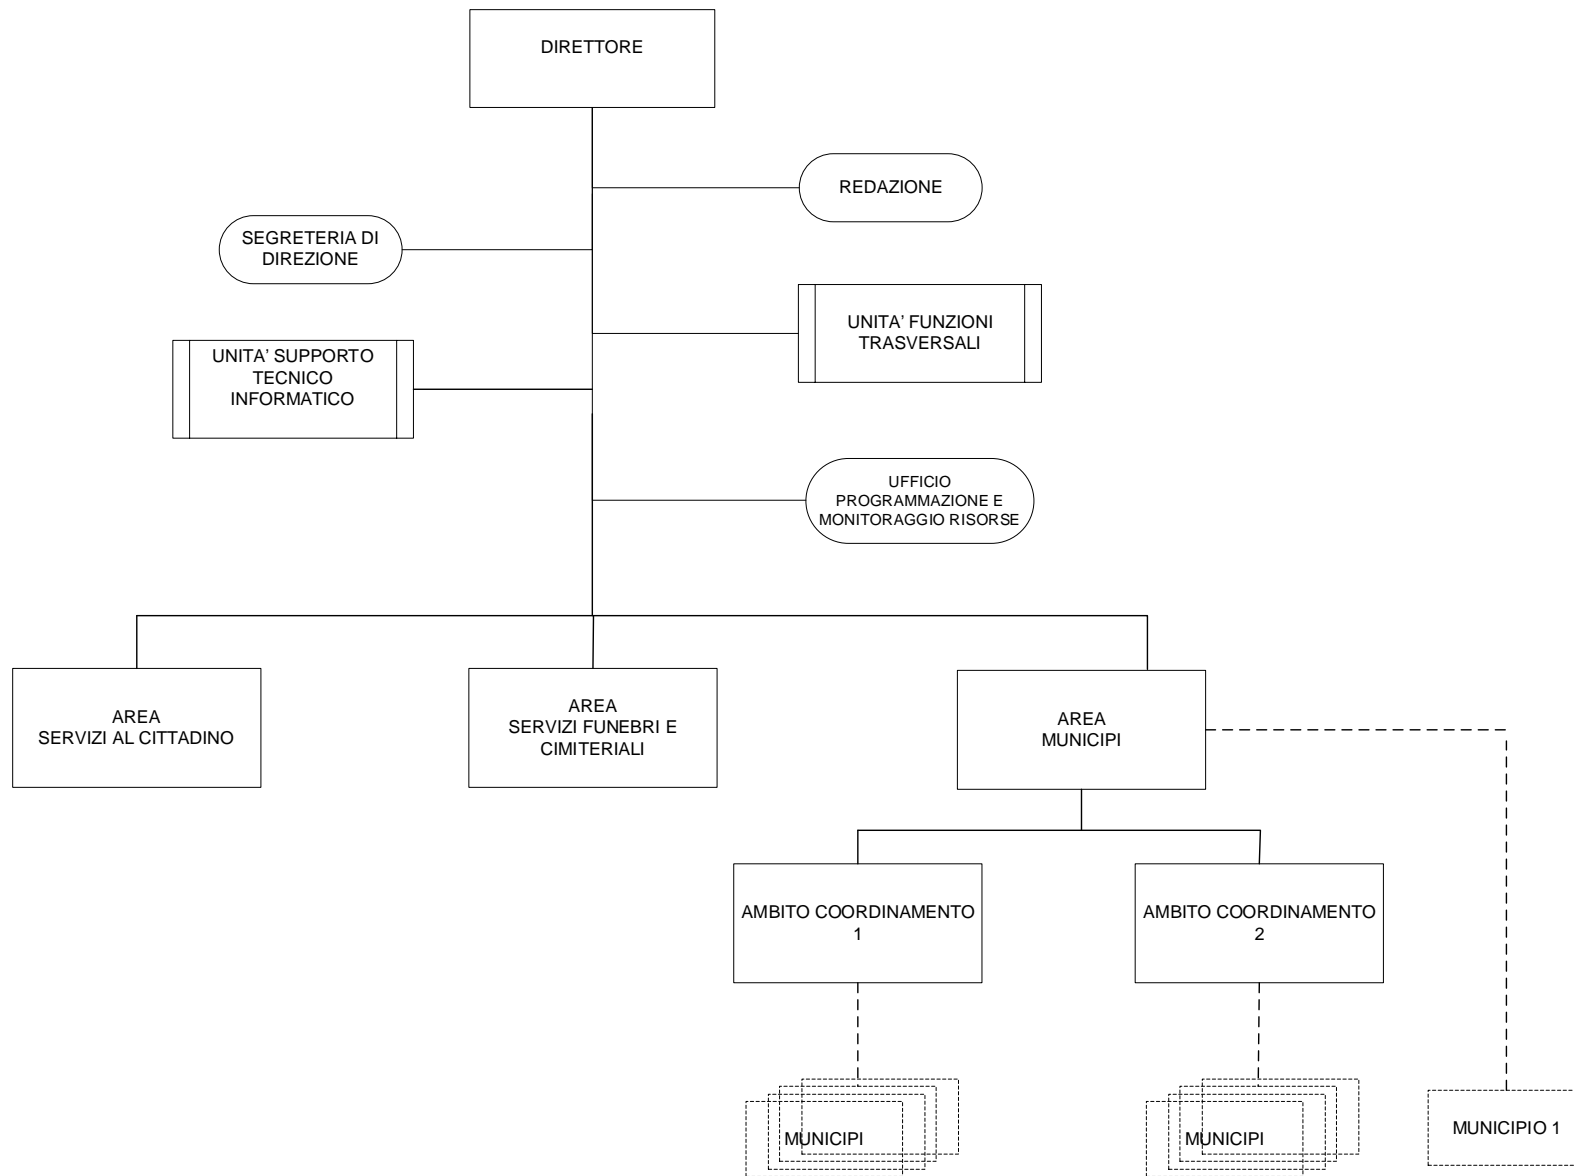 DIRETTORE
REDAZIONE
SEGRETERIA DI
DIREZIONE
UNITA' FUNZIONI
TRASVERSALI
UNITA' SUPPORTO
TECNICO
INFORMATICO
UFFICIO
PROGRAMMAZIONE E
MONITORAGGIO RISORSE
AREA
SERVIZI AL CITTADINO
AREA
SERVIZI FUNEBRI E
CIMITERIALI
AREA
MUNICIPI
AMBITO COORDINAMENTO
1
AMBITO COORDINAMENTO
2
MUNICIPI
MUNICIPI
MUNICIPIO 1